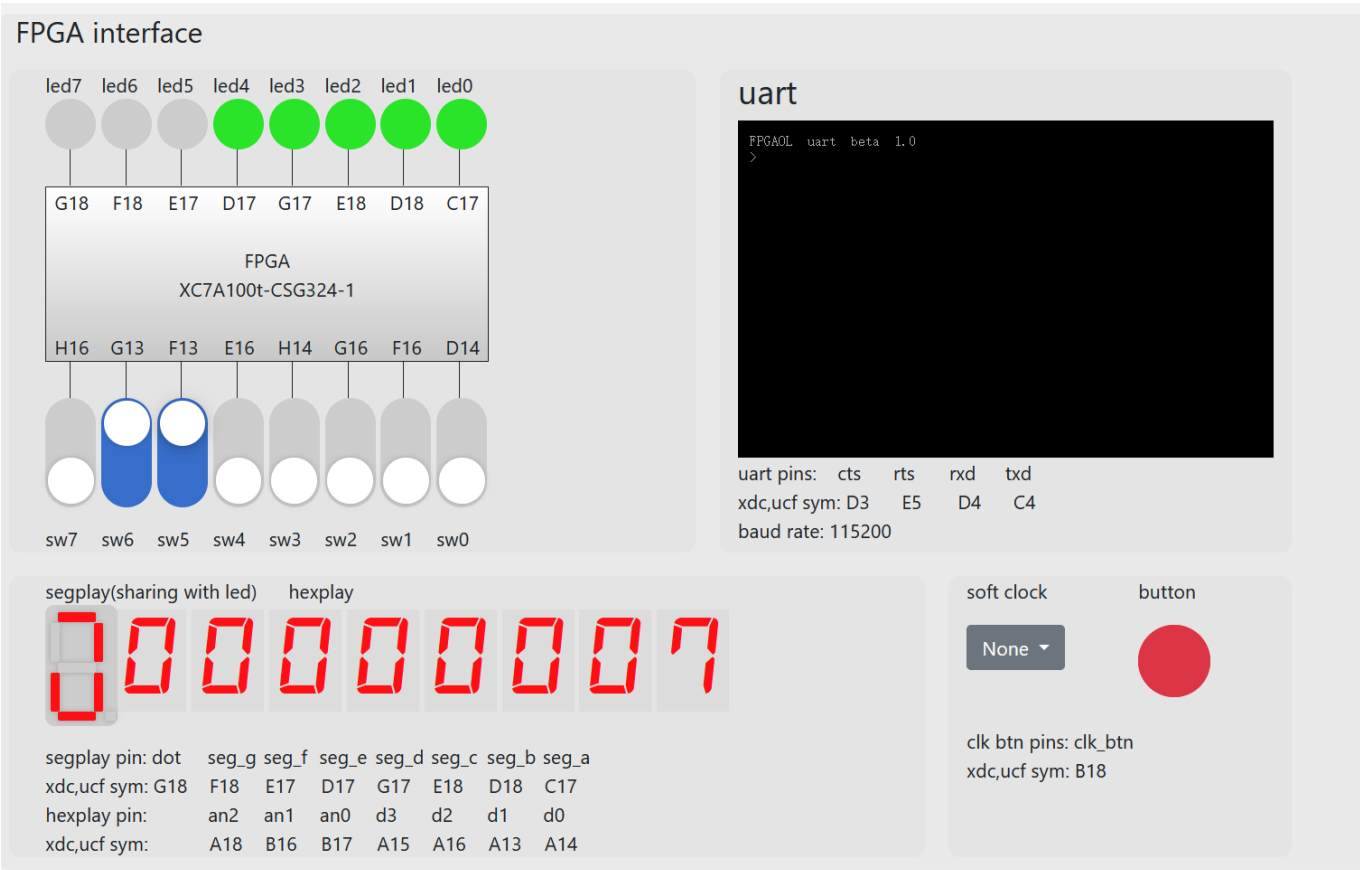 FPGA interface
led7 led6 led5 led4 led3 led2 led1 led0
G18 F18 E17 D17 G17 E18 D18 C17
FPGA
XC7A100t-CSG324-1
H16 G13 F13 E16 H14 G16 F16 D14
sw7 sw6 sw5 sw4 sw3 sw2 sw1 sw0
uart
FPGAOL uart beta 1.0
>
uart pins: cts rts rxd txd
xdc,ucf sym: D3 E5 D4 C4
baud rate: 115200
segplay(sharing with led) hexplay
00000007
segplay pin: dot seg_g seg_f seg_e seg_d seg_c seg_b seg_a
xdc,ucf sym: G18 F18 E17 D17 G17 E18 D18 C17
hexplay pin: an2 an1 an0 d3 d2 d1 d0
xdc,ucf sym: A18 B16 B17 A15 A16 A13 A14
soft clock button
None
clk btn pins: clk_btn
xdc,ucf sym: B18